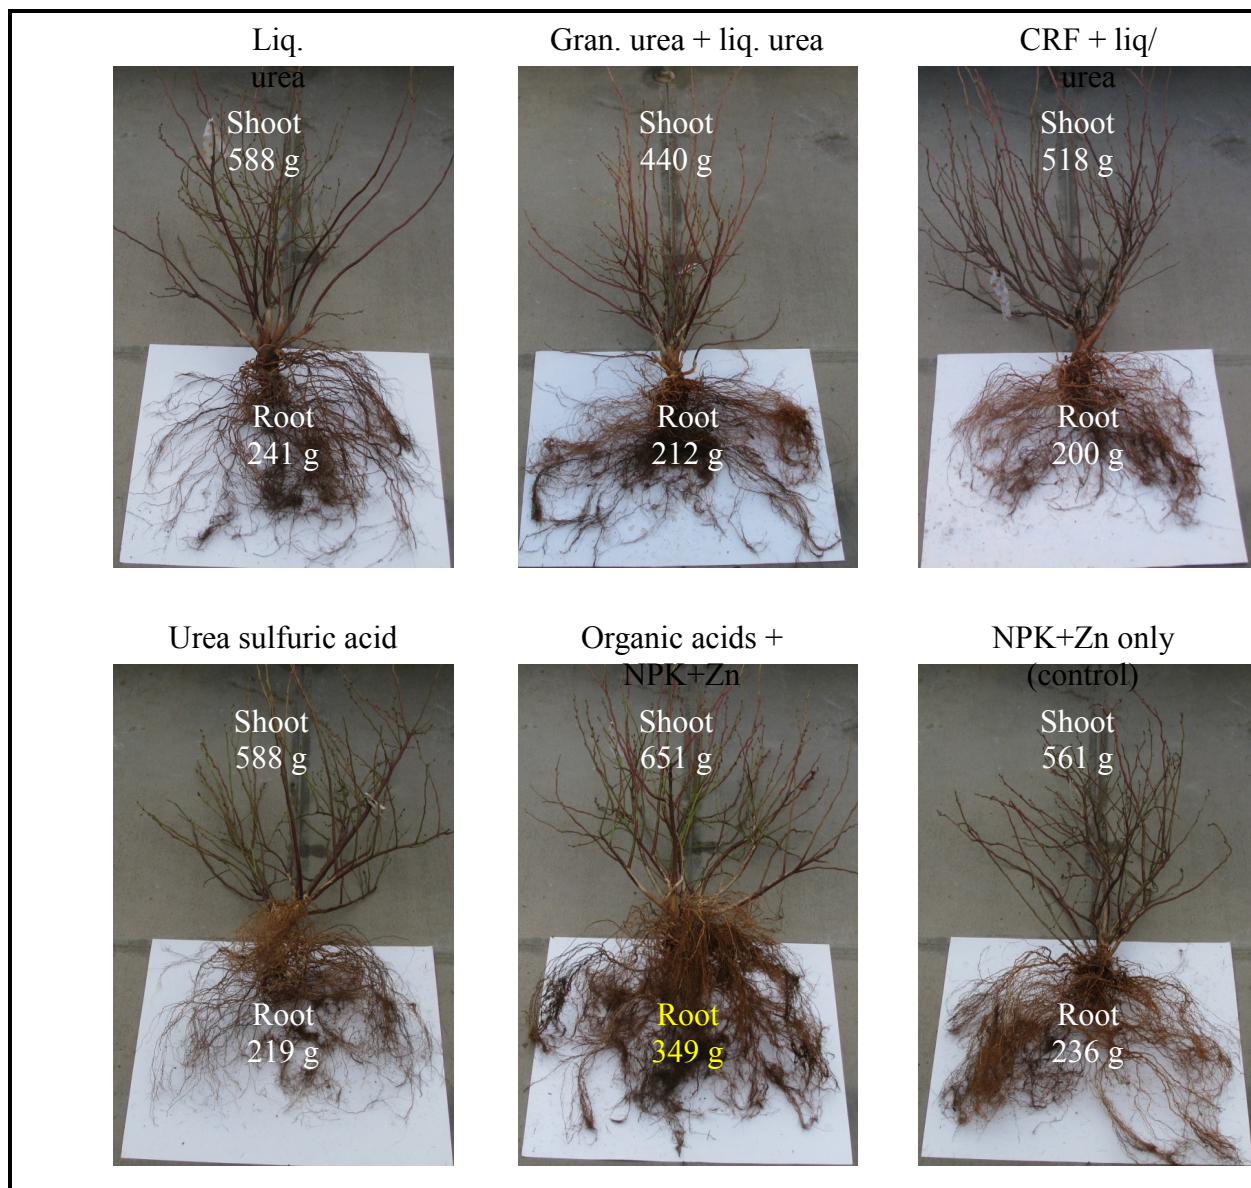 Liq.
urea
Shoot
588 g
Root
241 g
Gran. urea + liq. urea
Shoot
440 g
Root
212 g
CRF + liq/
urea
Shoot
518 g
Root
200 g
Urea sulfuric acid
Shoot
588 g
Root
219 g
Organic acids +
NPK+Zn
Shoot
651 g
Root
349 g
NPK+Zn only
(control)
Shoot
561 g
Root
236 g